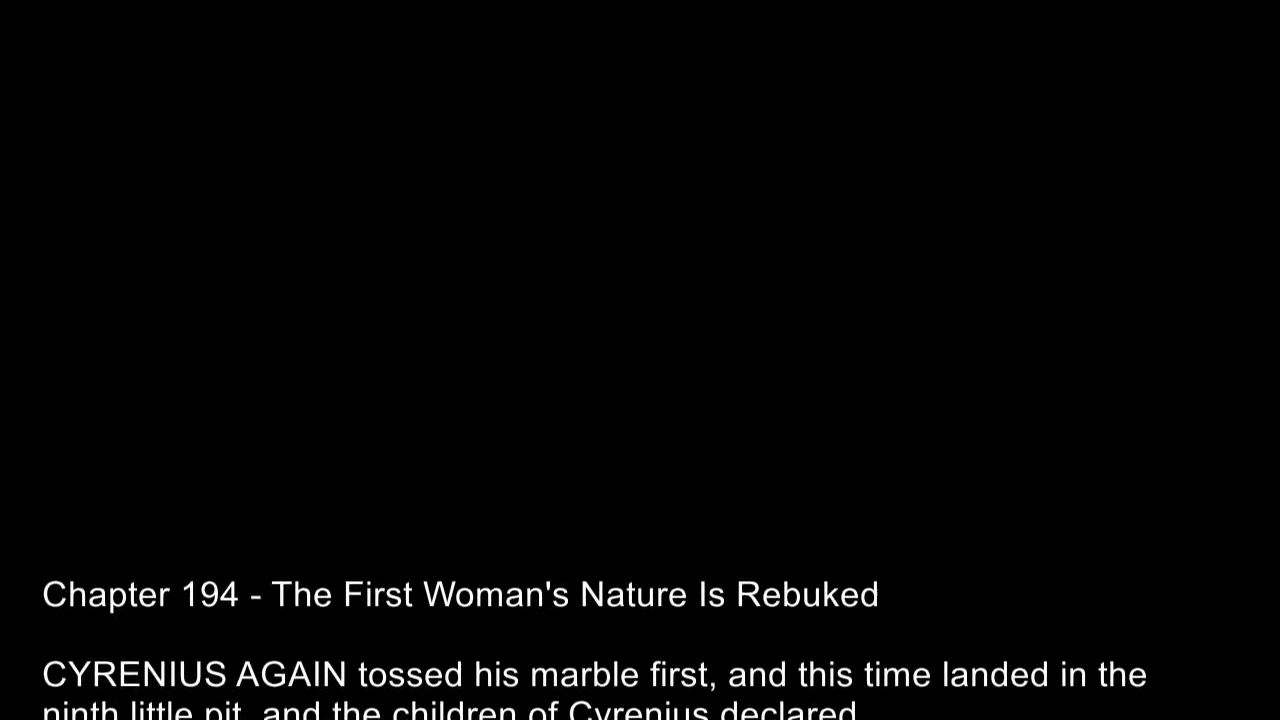 Chapter 194 - The First Woman's Nature Is Rebuked
CYRENIUS AGAIN tossed his marble first, and this time landed in the
ninth little pit, and the children of Cyrenius declared